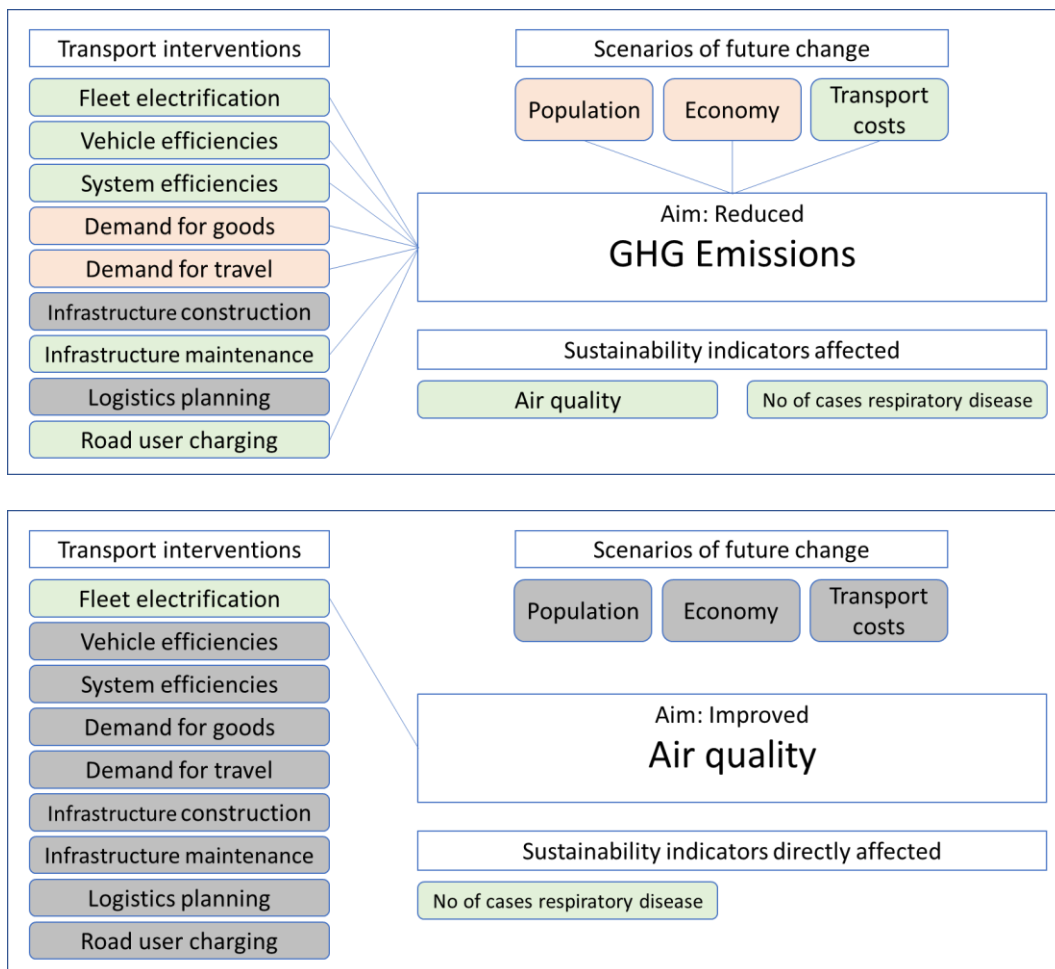 Transport interventions
Fleet electrification
Vehicle efficiencies
System efficiencies
Demand for goods
Demand for travel
Infrastructure construction
Infrastructure maintenance
Logistics planning
Road user charging
Scenarios of future change
Population
Economy
Transport
costs
Aim: Reduced
GHG Emissions
Sustainability indicators affected
Air quality
No of cases respiratory disease
Transport interventions
Fleet electrification
Vehicle efficiencies
System efficiencies
Demand for goods
Demand for travel
Infrastructure construction
Infrastructure maintenance
Logistics planning
Road user charging
Scenarios of future change
Population
Economy
Transport
costs
Aim: Improved
Air quality
Sustainability indicators directly affected
No of cases respiratory disease